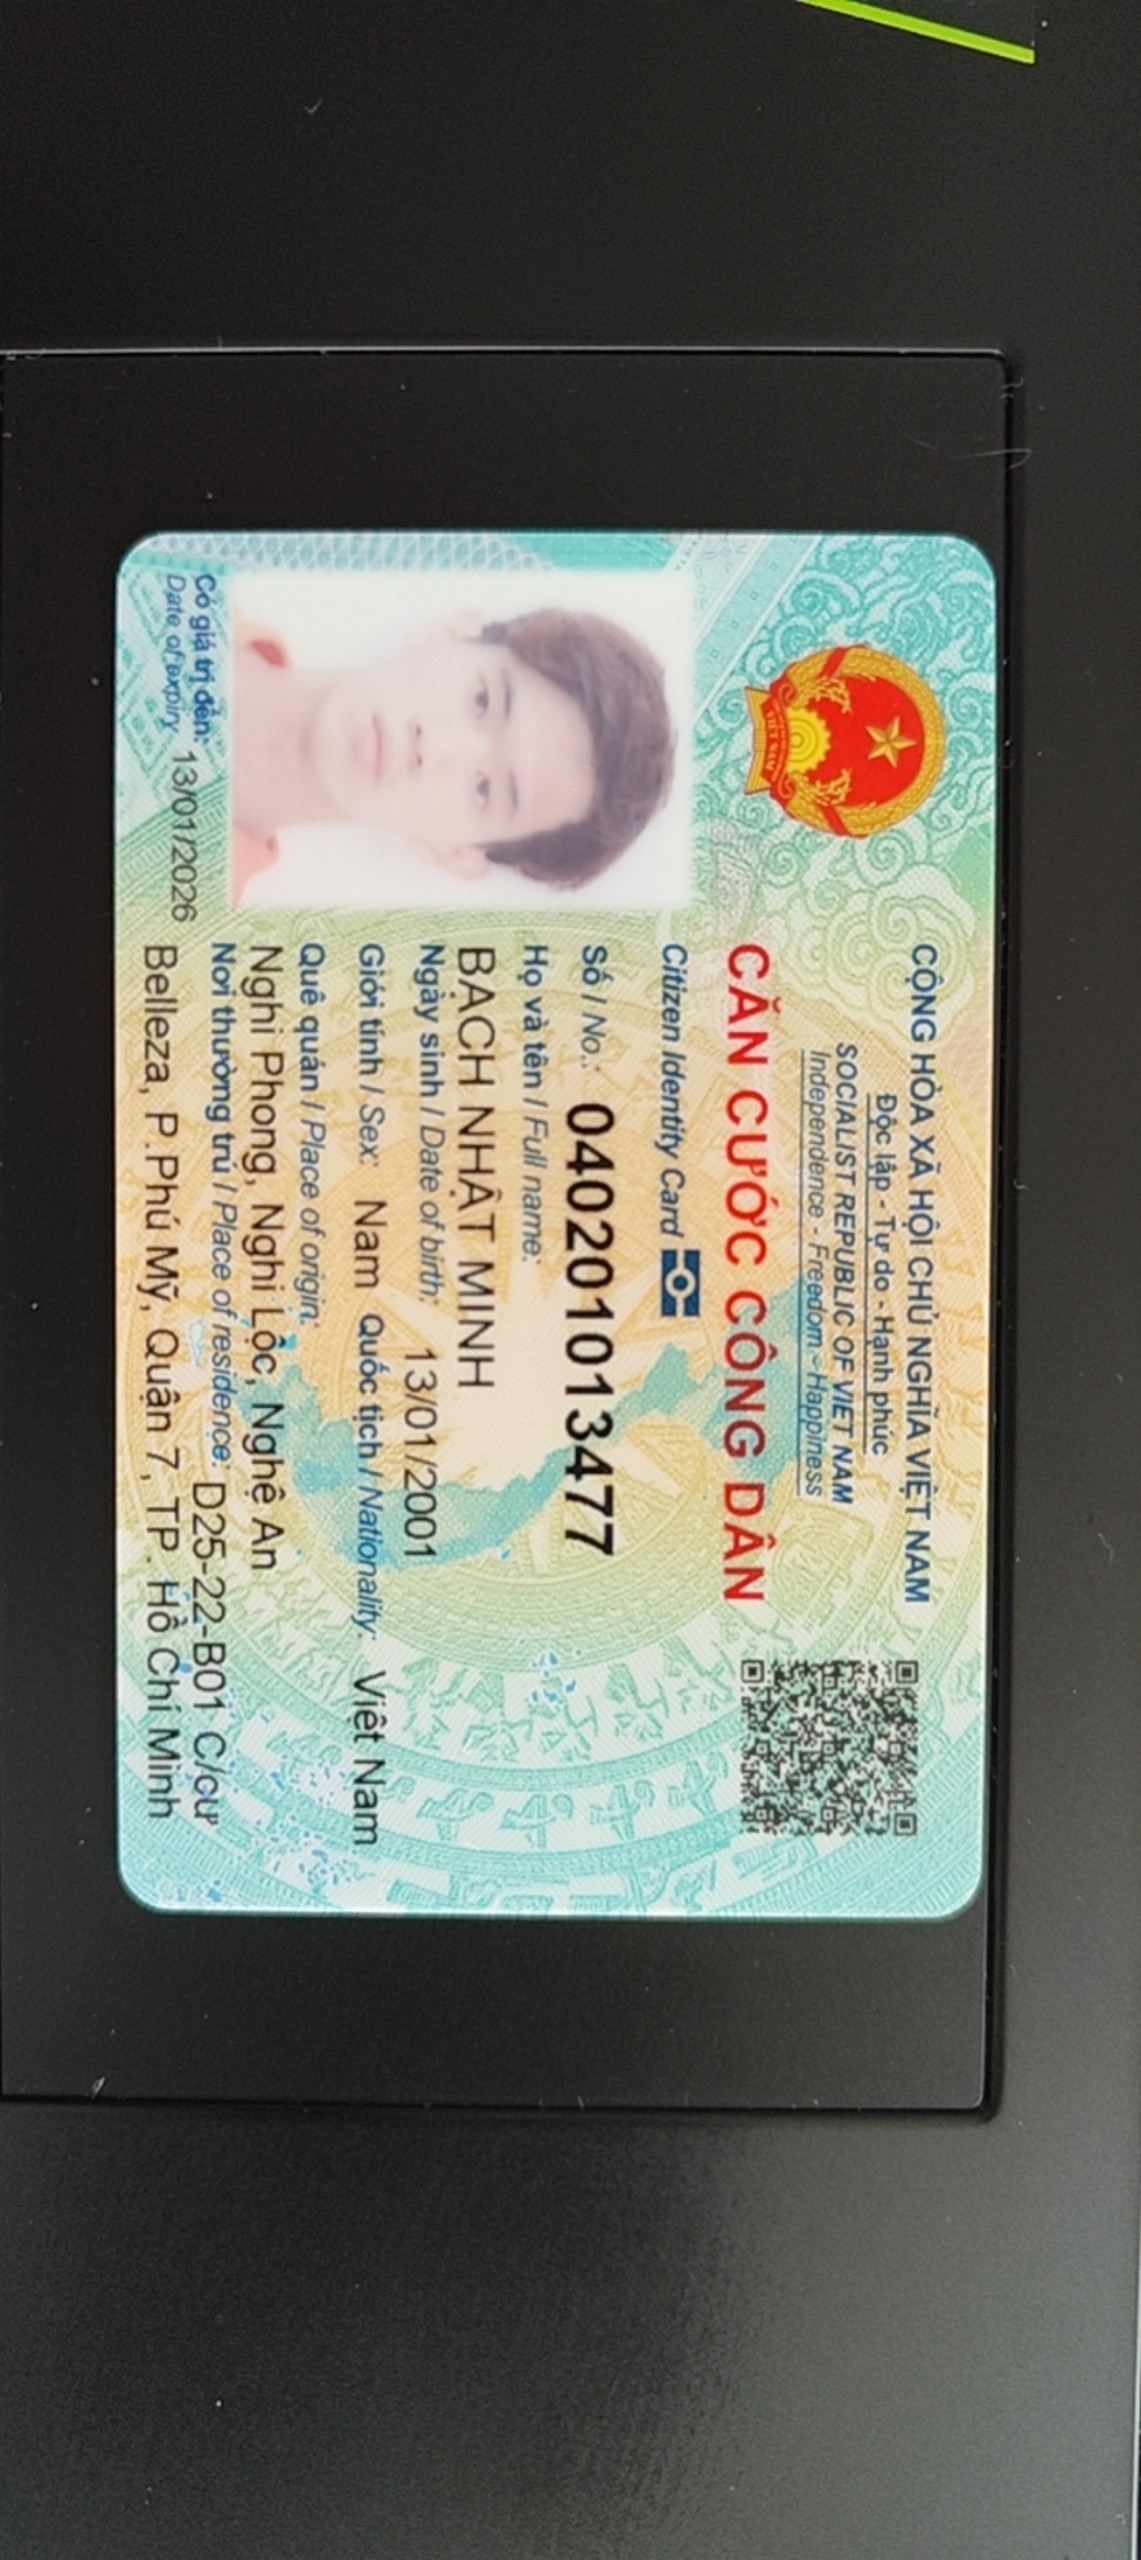 CỘNG HÒA XÃ HỘI CHỦ NGHĨA VIỆT NAM
Độc lập - Tự do - Hạnh phúc
SOCIALIST REPUBLIC OF VIET NAM
Independence - Freedom - Happiness
CĂN CƯỚC CÔNG DÂN
Citizen Identity Card
Số / No.: 040201013477
Họ và tên / Full name:
BẠCH NHẬT MINH
Ngày sinh / Date of birth: 13/01/2001
Giới tính / Sex: Nam Quốc tịch / Nationality: Việt Nam
Quê quán / Place of origin:
Nghi Phong, Nghi Lộc, Nghệ An
Nơi thường trú / Place of residence: D25-22-B01 C/cư
Belleza, P.Phú Mỹ, Quận 7, TP. Hồ Chí Minh
Có giá trị đến: 13/01/2026
Date of expiry
VIỆT NAM